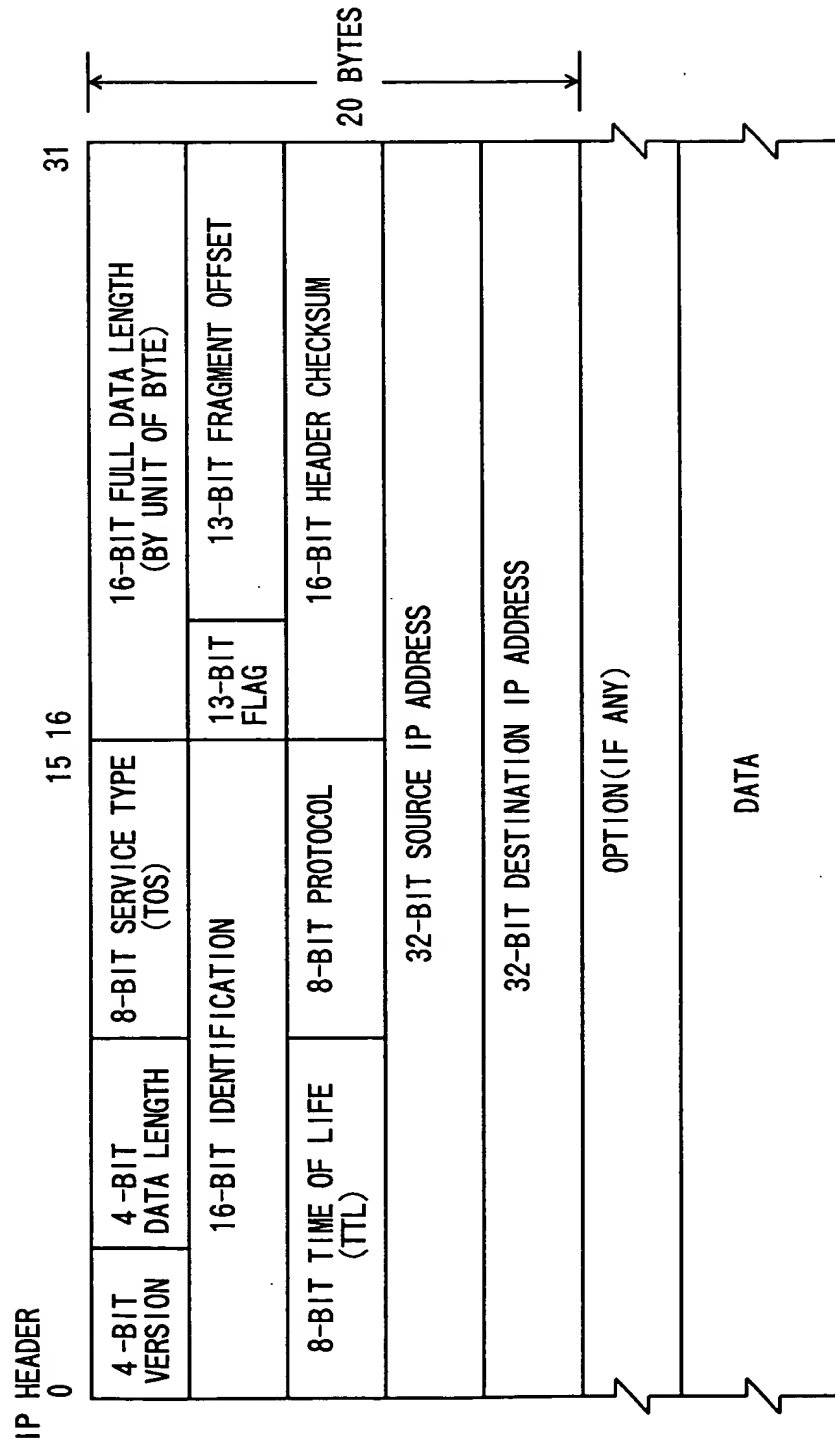 IP HEADER
0
15 16
31
4-BIT
VERSION
4-BIT
DATA LENGTH
8-BIT SERVICE TYPE
(TOS)
16-BIT FULL DATA LENGTH
(BY UNIT OF BYTE)
16-BIT IDENTIFICATION
13-BIT
FLAG
13-BIT FRAGMENT OFFSET
8-BIT TIME OF LIFE
(TTL)
8-BIT PROTOCOL
16-BIT HEADER CHECKSUM
32-BIT SOURCE IP ADDRESS
32-BIT DESTINATION IP ADDRESS
20 BYTES
OPTION(IF ANY)
DATA